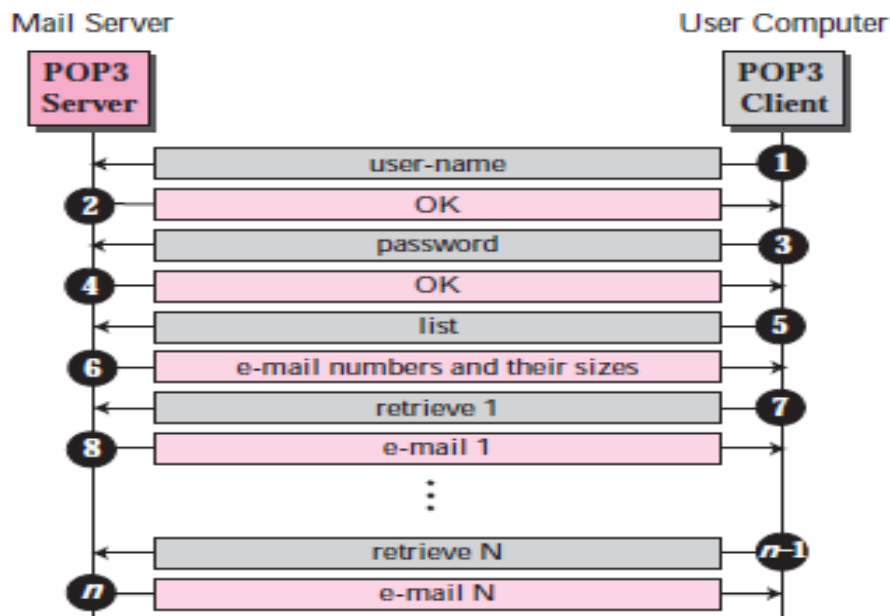 Mail Server
User Computer
POP3
Server
POP3
Client
user-name
1
2
OK
password
3
4
OK
list
5
6
e-mail numbers and their sizes
retrieve 1
7
8
e-mail 1
retrieve N
n-1
n
e-mail N